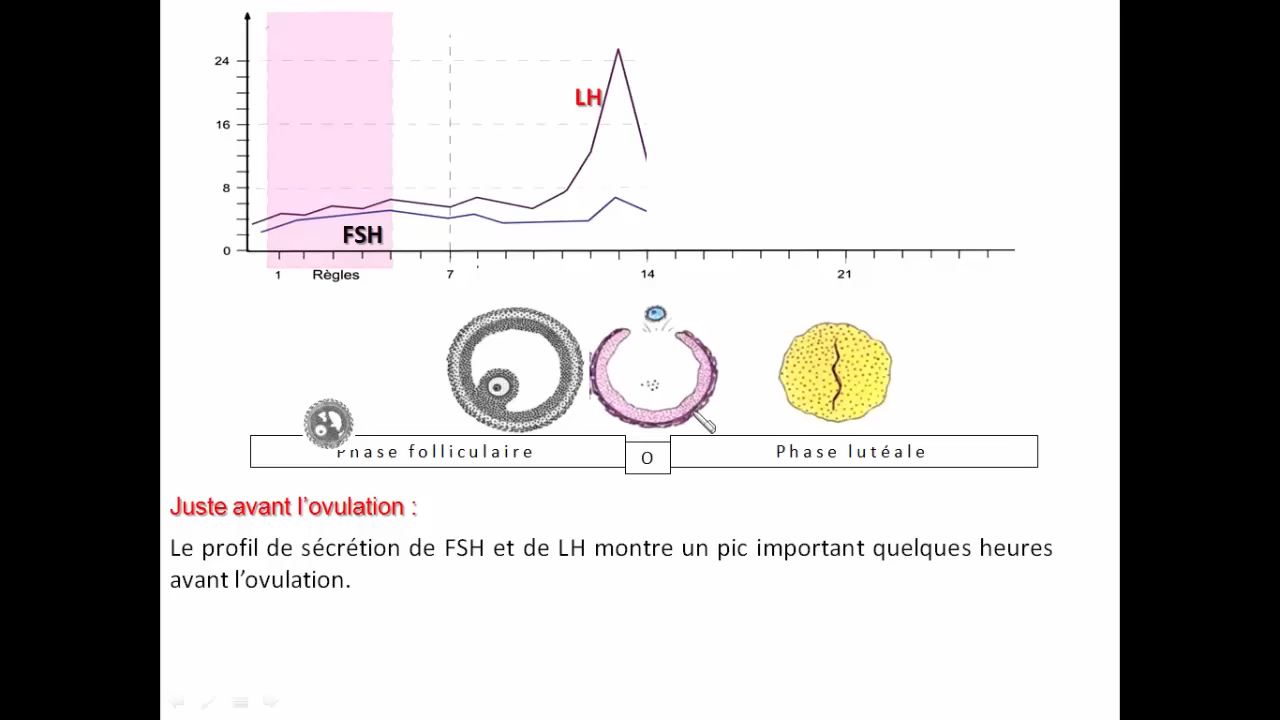 24
LH
16
8
FSH
0
1 Règles 7 14 21
Phase folliculaire O Phase lutéale
Juste avant l’ovulation :
Le profil de sécrétion de FSH et de LH montre un pic important quelques heures
avant l’ovulation.